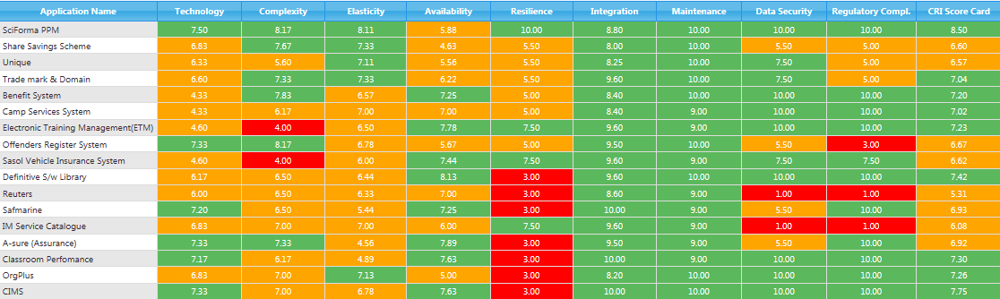 Application Name Technology Complexity Elasticity Availability Resilience Integration Maintenance Data Security Regulatory Compl. CRI Score Card
SciForma PPM 7.50 8.17 8.11 5.88 10.00 8.80 10.00 10.00 10.00 8.50
Share Savings Scheme 6.83 7.67 7.33 4.63 5.50 8.00 10.00 5.50 5.00 6.60
Unique 6.33 5.60 7.11 5.56 5.50 8.25 10.00 7.50 5.00 6.57
Trade mark & Domain 6.60 7.33 7.33 6.22 5.50 9.60 10.00 7.50 5.00 7.04
Benefit System 4.33 7.83 6.57 7.25 5.00 8.40 10.00 10.00 10.00 7.20
Camp Services System 4.33 6.17 7.00 7.00 5.00 8.40 9.00 10.00 10.00 7.02
Electronic Training Management(ETM) 4.60 4.00 6.50 7.78 7.50 9.60 9.00 10.00 10.00 7.23
Offenders Register System 7.33 8.17 6.78 5.67 5.00 9.50 10.00 5.50 3.00 6.67
Sasol Vehicle Insurance System 4.60 4.00 6.00 7.44 7.50 9.60 9.00 7.50 7.50 6.62
Definitive S/w Library 6.17 6.50 6.44 8.13 3.00 9.60 10.00 10.00 10.00 7.42
Reuters 6.00 6.50 6.33 7.00 3.00 8.60 9.00 1.00 1.00 5.31
Safmarine 7.20 6.50 5.44 7.25 3.00 10.00 9.00 5.50 10.00 6.93
IM Service Catalogue 6.83 7.00 7.00 6.00 7.50 9.60 9.00 1.00 1.00 6.08
A-sure (Assurance) 7.33 7.33 4.56 7.89 3.00 9.50 9.00 5.50 10.00 6.92
Classroom Perfomance 7.17 6.17 4.89 7.63 3.00 10.00 9.00 10.00 10.00 7.30
OrgPlus 6.83 7.00 7.13 5.00 3.00 8.20 10.00 10.00 10.00 7.26
CIMS 7.33 7.00 6.78 7.63 3.00 10.00 10.00 10.00 10.00 7.75